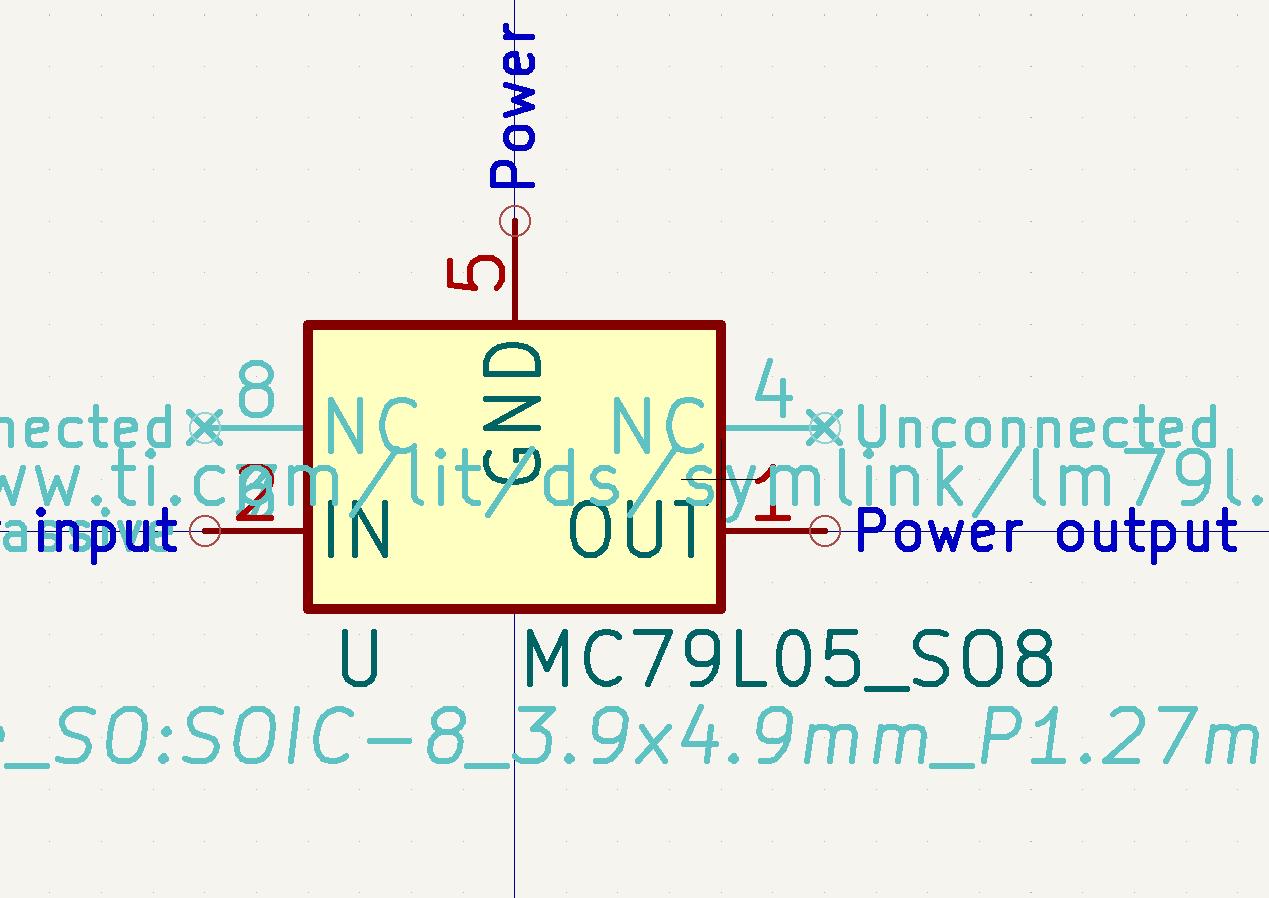 Power
5
GND
8 NC NC 4
nected Unconnected
ww.ti.com/lit/ds/symlink/lm79l.
2 1
input IN OUT Power output
assive
U MC79L05_SO8
e_SO:SOIC-8_3.9x4.9mm_P1.27m